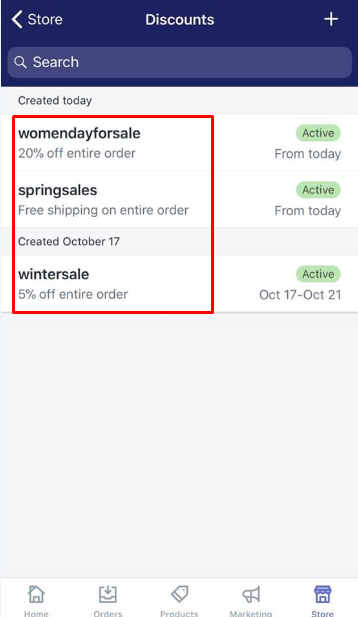 Store
Discounts
+
Search
Created today
womendayforsale
Active
20% off entire order
From today
springsales
Active
Free shipping on entire order
From today
Created October 17
wintersale
Active
5% off entire order
Oct 17-Oct 21
Home
Orders
Products
Marketing
Store